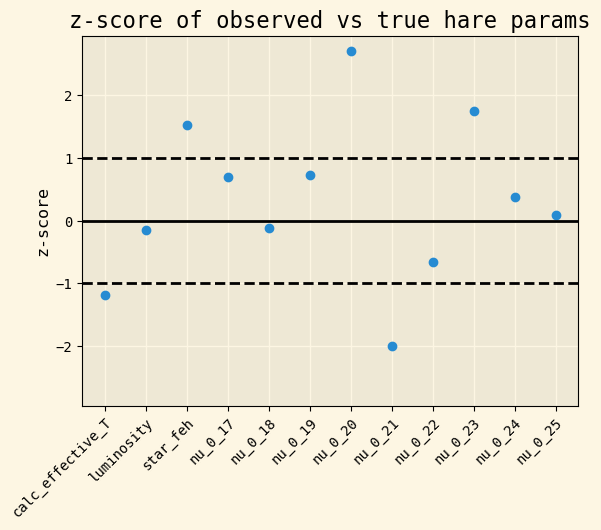 z-score of observed vs true hare params
z-score
2
1
0
−1
−2
calc_effective_T
luminosity
star_feh
nu_0_17
nu_0_18
nu_0_19
nu_0_20
nu_0_21
nu_0_22
nu_0_23
nu_0_24
nu_0_25